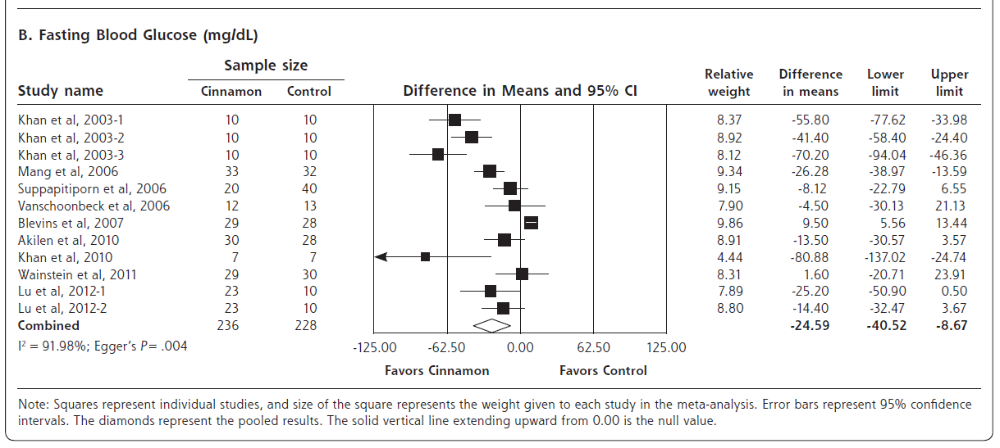 B. Fasting Blood Glucose (mg/dL)
Sample size
Relative Difference Lower Upper
Study name Cinnamon Control Difference in Means and 95% CI weight in means limit limit
Khan et al, 2003-1 10 10 8.37 -55.80 -77.62 -33.98
Khan et al, 2003-2 10 10 8.92 -41.40 -58.40 -24.40
Khan et al, 2003-3 10 10 8.12 -70.20 -94.04 -46.36
Mang et al, 2006 33 32 9.34 -26.28 -38.97 -13.59
Suppapitiporn et al, 2006 20 40 9.15 -8.12 -22.79 6.55
Vanschoonbeck et al, 2006 12 13 7.90 -4.50 -30.13 21.13
Blevins et al, 2007 29 28 9.86 9.50 5.56 13.44
Akilen et al, 2010 30 28 8.91 -13.50 -30.57 3.57
Khan et al, 2010 7 7 4.44 -80.88 -137.02 -24.74
Wainstein et al, 2011 29 30 8.31 1.60 -20.71 23.91
Lu et al, 2012-1 23 10 7.89 -25.20 -50.90 0.50
Lu et al, 2012-2 23 10 8.80 -14.40 -32.47 3.67
Combined 236 228 -24.59 -40.52 -8.67
I² = 91.98%; Egger’s P= .004
-125.00 -62.50 0.00 62.50 125.00
Favors Cinnamon Favors Control
Note: Squares represent individual studies, and size of the square represents the weight given to each study in the meta-analysis. Error bars represent 95% confidence
intervals. The diamonds represent the pooled results. The solid vertical line extending upward from 0.00 is the null value.